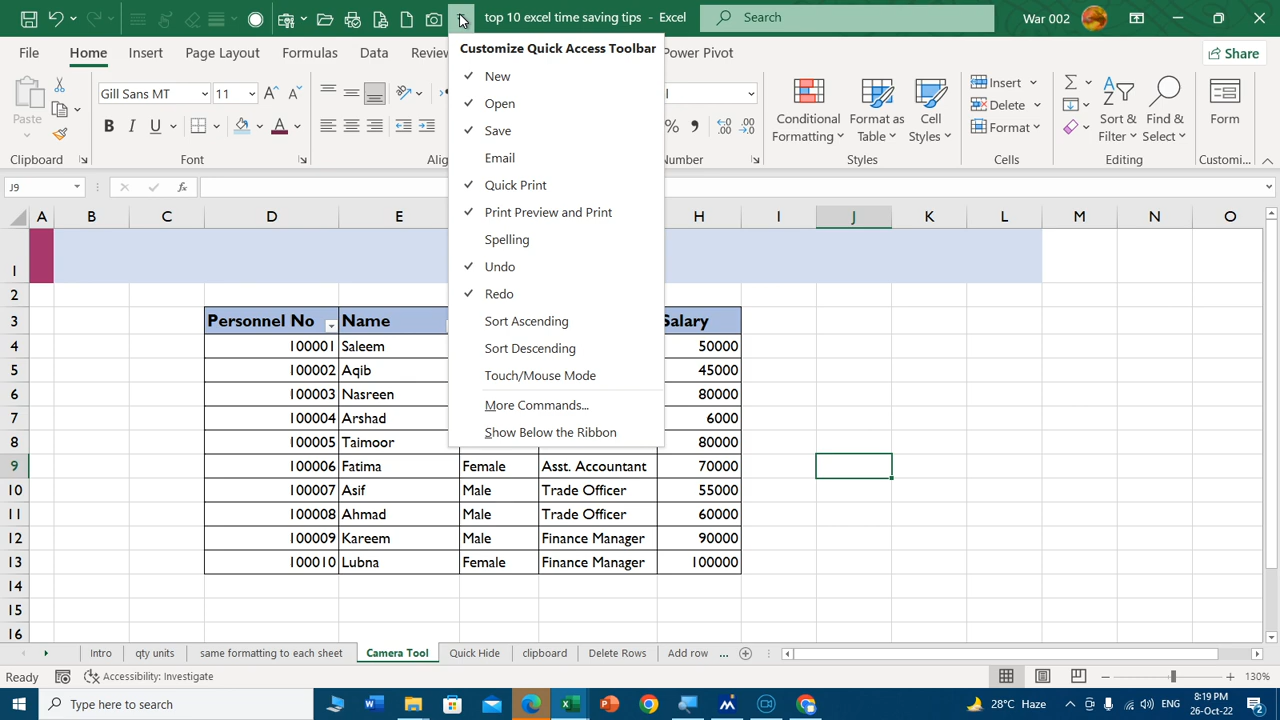 top 10 excel time saving tips - Excel
Search
War 002
File
Home
Insert
Page Layout
Formulas
Data
Review
Power Pivot
Share
Customize Quick Access Toolbar
New
Open
Save
Email
Quick Print
Print Preview and Print
Spelling
Undo
Redo
Sort Ascending
Sort Descending
Touch/Mouse Mode
More Commands...
Show Below the Ribbon
Paste
Gill Sans MT
11
B I U
A A
% ,
Conditional Formatting
Format as Table
Cell Styles
Insert
Delete
Format
Sort & Filter
Find & Select
Form
Clipboard
Font
Styles
Cells
Editing
Customi...
J9
fx
A B C D E H I J K L M N O
1
2
3 Personnel No Name Salary
4 100001 Saleem 50000
5 100002 Aqib 45000
6 100003 Nasreen 80000
7 100004 Arshad 6000
8 100005 Taimoor 80000
9 100006 Fatima Female Asst. Accountant 70000
10 100007 Asif Male Trade Officer 55000
11 100008 Ahmad Male Trade Officer 60000
12 100009 Kareem Male Finance Manager 90000
13 100010 Lubna Female Finance Manager 100000
14
15
16
Intro qty units same formatting to each sheet Camera Tool Quick Hide clipboard Delete Rows Add row ...
Ready Accessibility: Investigate 130%
Type here to search
28°C Haze
ENG
8:19 PM
26-Oct-22
2